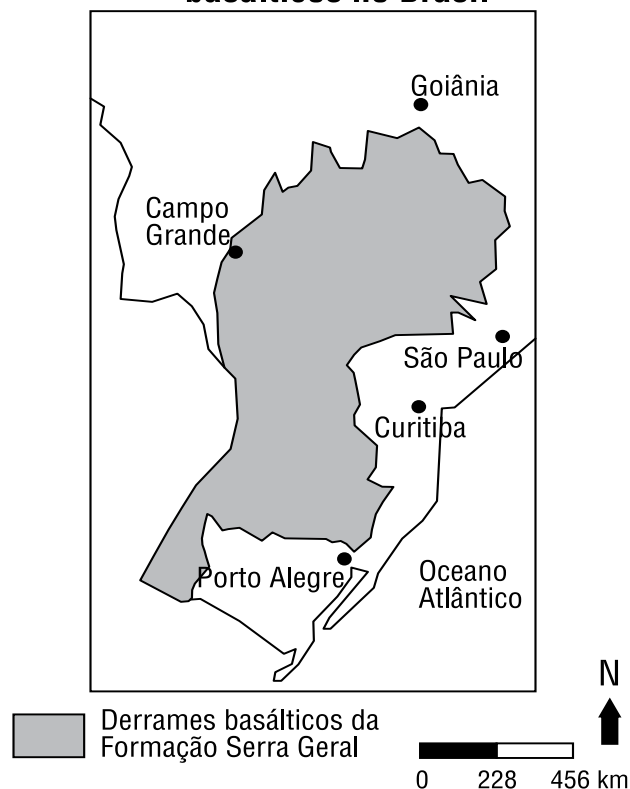 Goiânia
Campo
Grande
São Paulo
Curitiba
Porto Alegre
Oceano
Atlântico
N
Derrames basálticos da
Formação Serra Geral
0 228 456 km